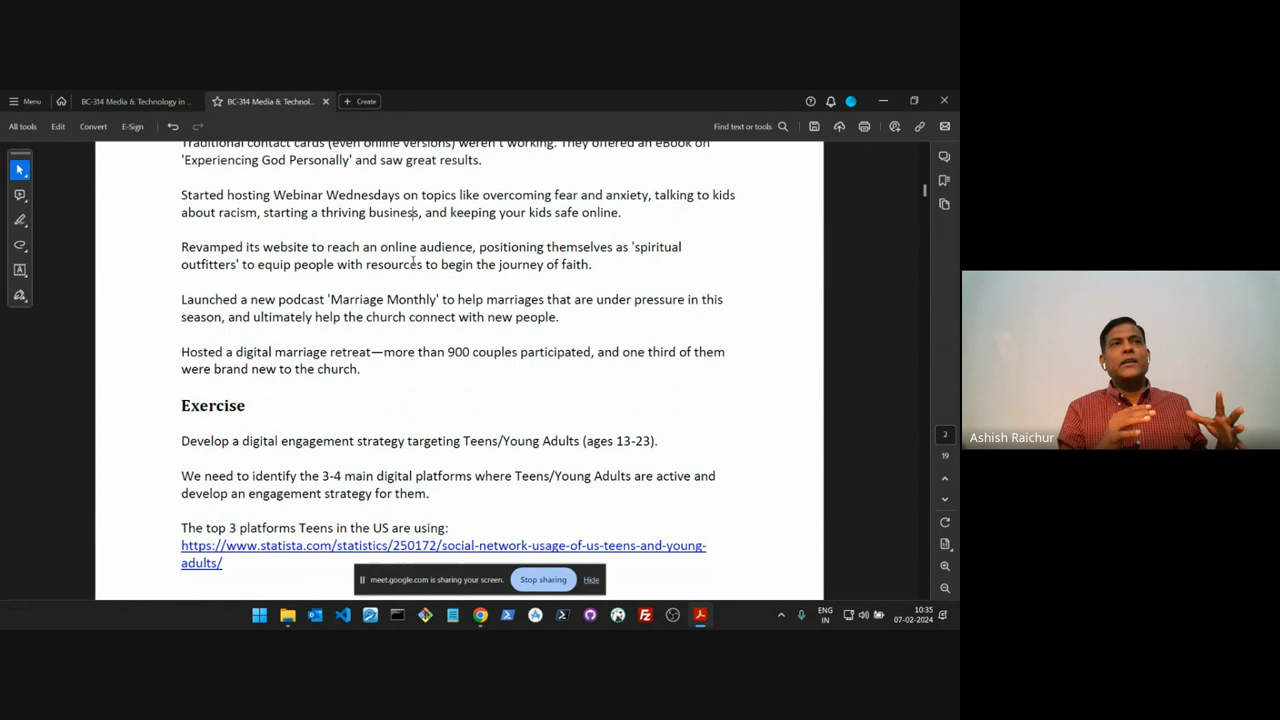 Menu
BC-314 Media & Technology in ...
BC-314 Media & Technol...
Create
All tools
Edit
Convert
E-Sign
Find text or tools
Traditional contact cards (even online versions) weren't working. They offered an eBook on
'Experiencing God Personally' and saw great results.
Started hosting Webinar Wednesdays on topics like overcoming fear and anxiety, talking to kids
about racism, starting a thriving business, and keeping your kids safe online.
Revamped its website to reach an online audience, positioning themselves as 'spiritual
outfitters' to equip people with resources to begin the journey of faith.
Launched a new podcast 'Marriage Monthly' to help marriages that are under pressure in this
season, and ultimately help the church connect with new people.
Hosted a digital marriage retreat—more than 900 couples participated, and one third of them
were brand new to the church.
Exercise
Develop a digital engagement strategy targeting Teens/Young Adults (ages 13-23).
We need to identify the 3-4 main digital platforms where Teens/Young Adults are active and
develop an engagement strategy for them.
The top 3 platforms Teens in the US are using:
https://www.statista.com/statistics/250172/social-network-usage-of-us-teens-and-young-
adults/
2
19
meet.google.com is sharing your screen.
Stop sharing
Hide
ENG
IN
10:35
07-02-2024
Ashish Raichur